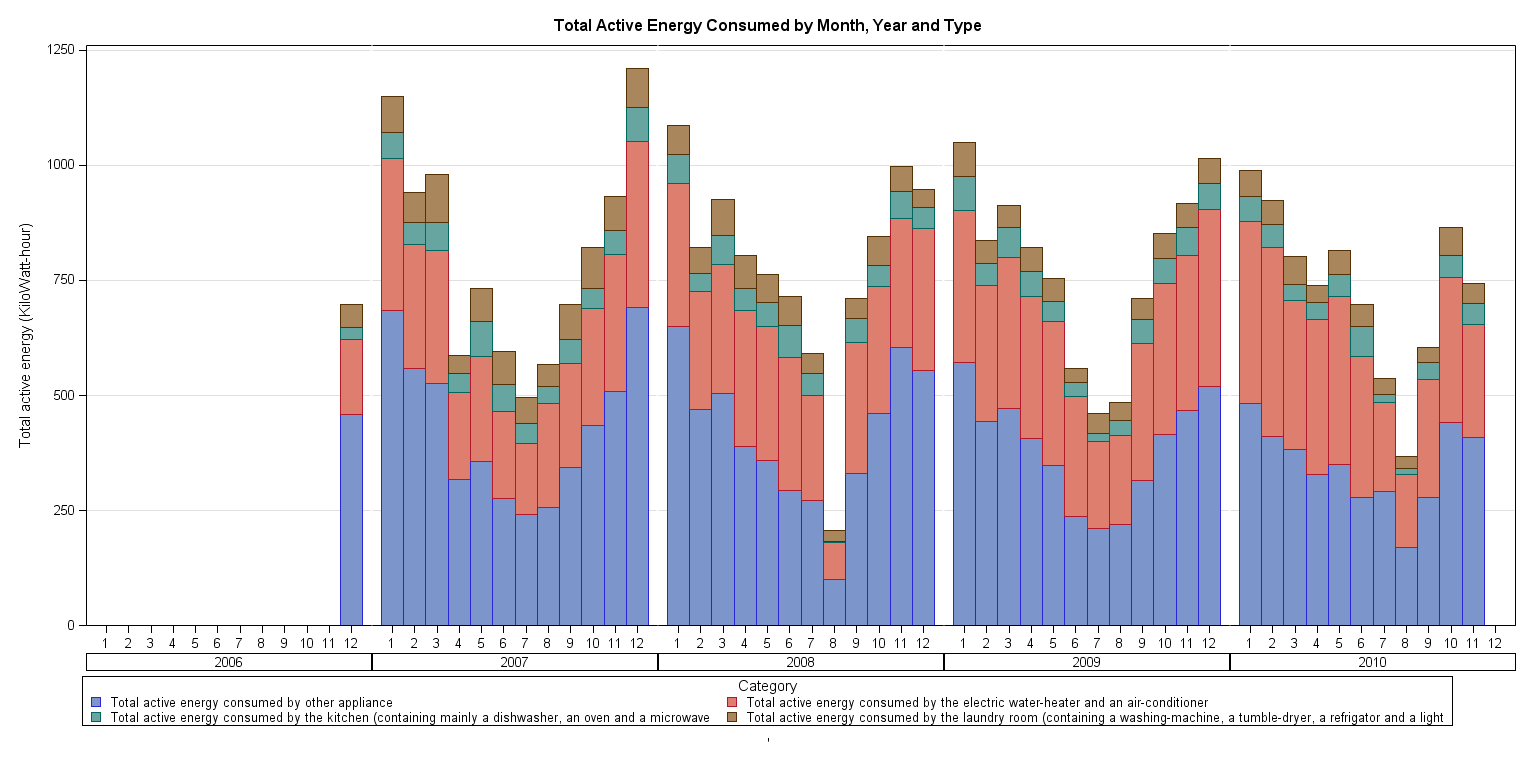 Total Active Energy Consumed by Month, Year and Type
Total active energy (KiloWatt-hour)
1250
1000
750
500
250
0
1 2 3 4 5 6 7 8 9 10 11 12 1 2 3 4 5 6 7 8 9 10 11 12 1 2 3 4 5 6 7 8 9 10 11 12 1 2 3 4 5 6 7 8 9 10 11 12 1 2 3 4 5 6 7 8 9 10 11 12
2006 2007 2008 2009 2010
Category
Total active energy consumed by other appliance
Total active energy consumed by the electric water-heater and an air-conditioner
Total active energy consumed by the kitchen (containing mainly a dishwasher, an oven and a microwave
Total active energy consumed by the laundry room (containing a washing-machine, a tumble-dryer, a refrigator and a light